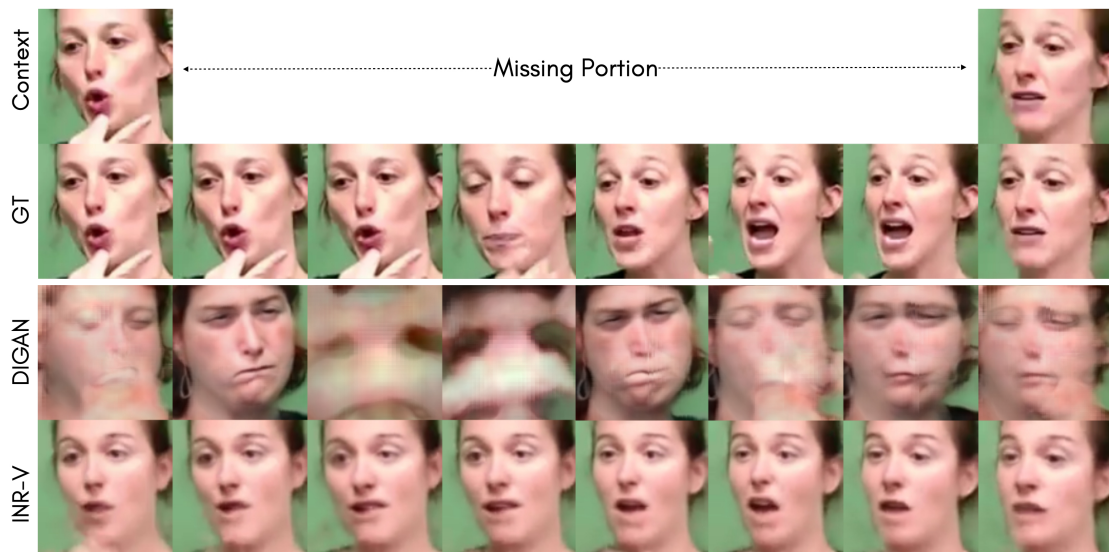 Context
Missing Portion
GT
DIGAN
INR-V